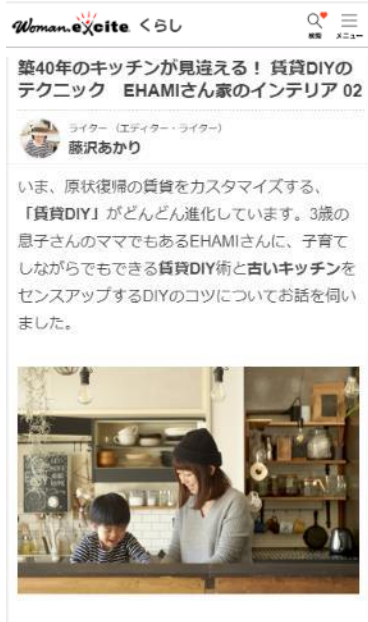 Woman.excite くらし
検索 メニュー
築40年のキッチンが見違える！ 賃貸DIYの
テクニック EHAMIさん家のインテリア 02
ライター （エディター・ライター）
藤沢あかり
いま、原状復帰の賃貸をカスタマイズする、
「賃貸DIY」がどんどん進化しています。3歳の
息子さんのママでもあるEHAMIさんに、子育て
しながらでもできる賃貸DIY術と古いキッチンを
センスアップするDIYのコツについてお話を伺い
ました。